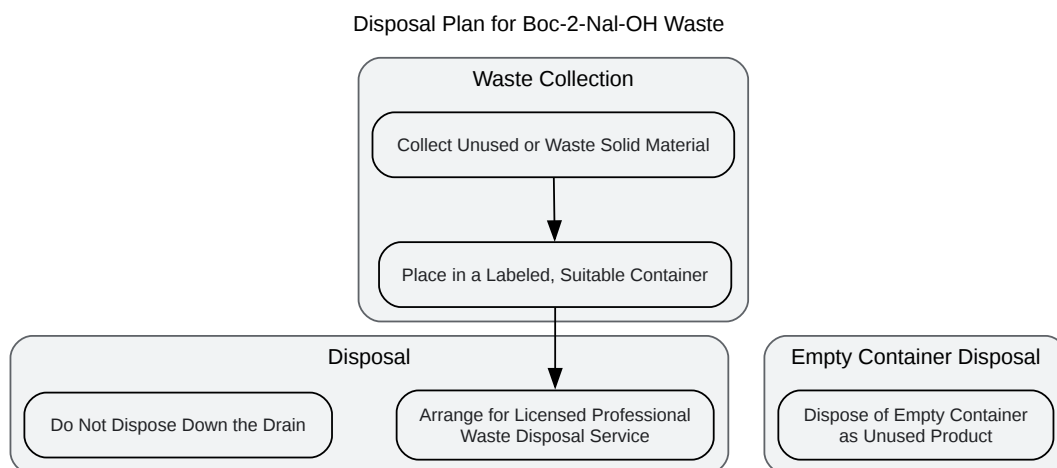 Disposal Plan for Boc-2-Nal-OH Waste
Waste Collection
Collect Unused or Waste Solid Material
Place in a Labeled, Suitable Container
Disposal
Do Not Dispose Down the Drain
Arrange for Licensed Professional
Waste Disposal Service
Empty Container Disposal
Dispose of Empty Container
as Unused Product